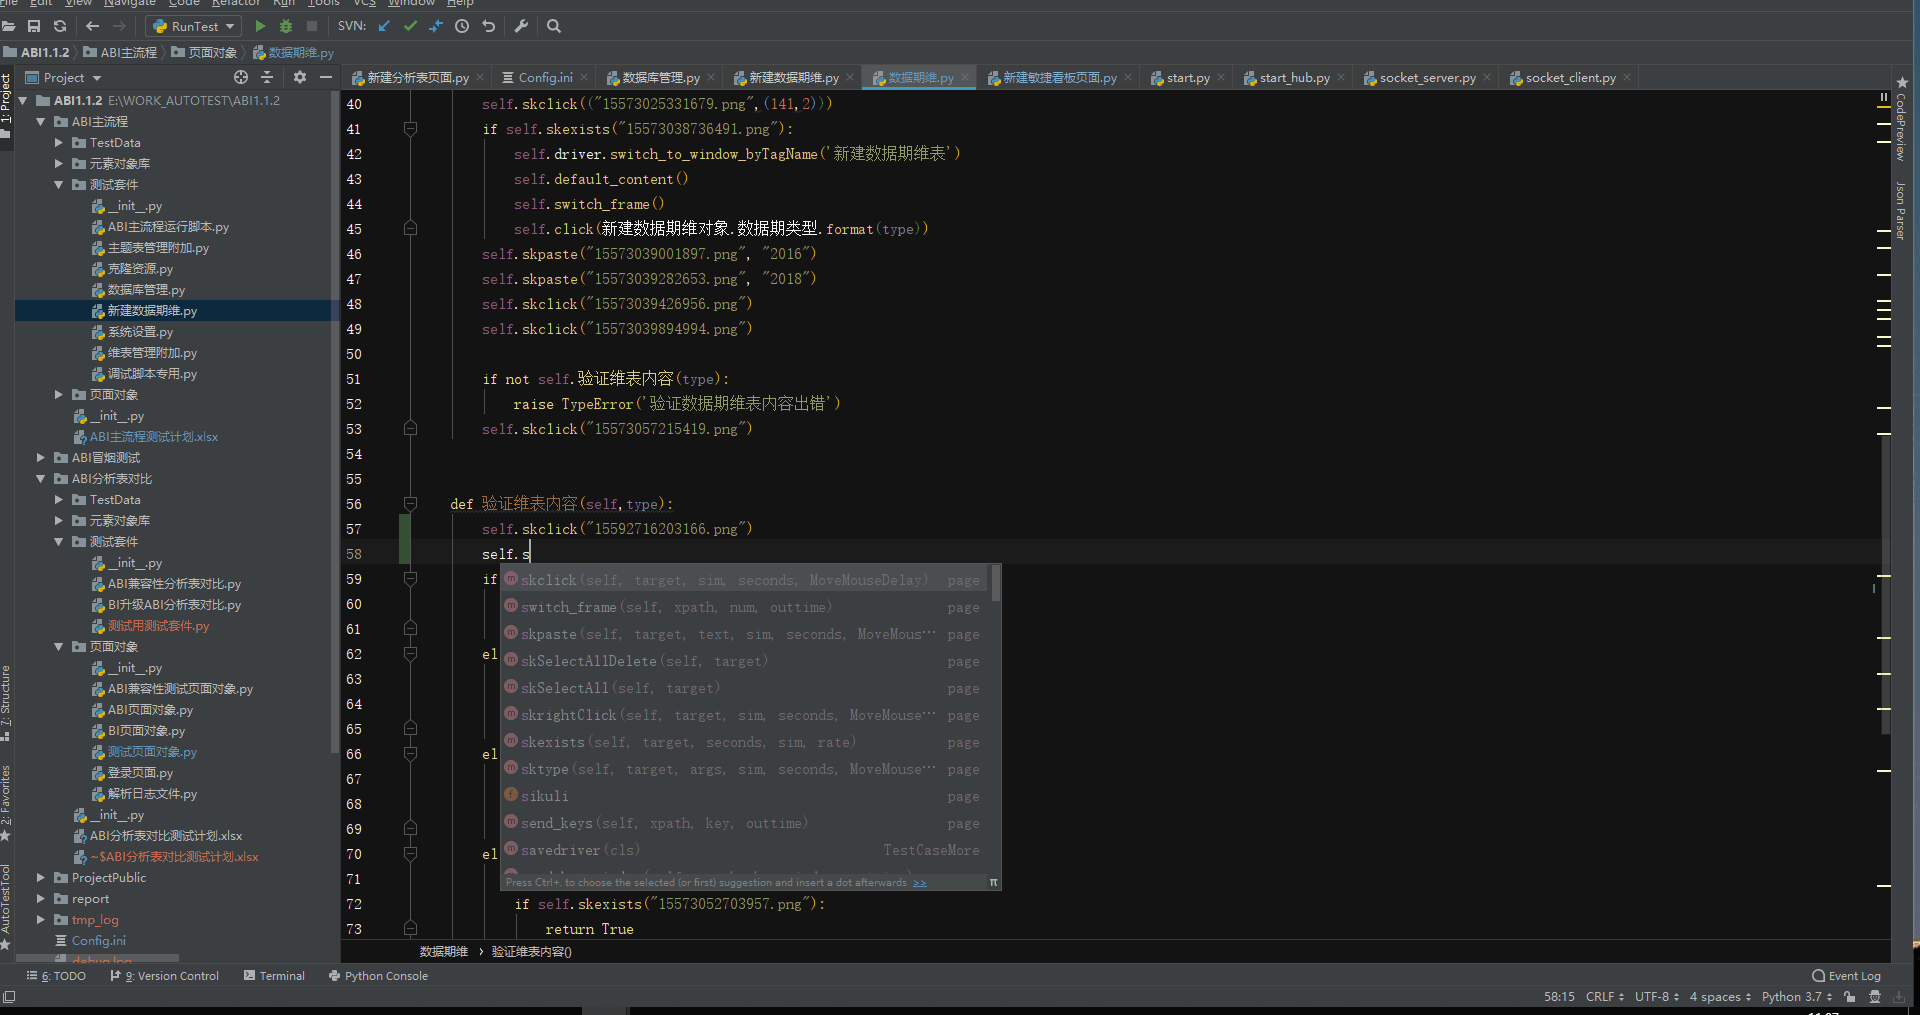 File Edit View Navigate Code Refactor Run Tools VCS Window Help
RunTest SVN:
ABI1.1.2 ABI主流程 页面对象 数据期维.py
Project
新建分析表页面.py Config.ini 数据库管理.py 新建数据期维.py 数据期维.py 新建敏捷看板页面.py start.py start_hub.py socket_server.py socket_client.py
1: Project
7: Structure
2: Favorites
AutoTestTool
ABI1.1.2 E:\WORK_AUTOTEST\ABI1.1.2
ABI主流程
TestData
元素对象库
测试套件
__init__.py
ABI主流程运行脚本.py
主题表管理附加.py
克隆资源.py
数据库管理.py
新建数据期维.py
系统设置.py
维表管理附加.py
调试脚本专用.py
页面对象
__init__.py
ABI主流程测试计划.xlsx
ABI冒烟测试
ABI分析表对比
TestData
元素对象库
测试套件
__init__.py
ABI兼容性分析表对比.py
BI升级ABI分析表对比.py
测试用测试套件.py
页面对象
__init__.py
ABI兼容性测试页面对象.py
ABI页面对象.py
BI页面对象.py
测试页面对象.py
登录页面.py
解析日志文件.py
__init__.py
ABI分析表对比测试计划.xlsx
~$ABI分析表对比测试计划.xlsx
ProjectPublic
report
tmp_log
Config.ini
debug.log
40 self.skclick(("15573025331679.png",(141,2)))
41 if self.skexists("15573038736491.png"):
42 self.driver.switch_to_window_byTagName('新建数据期维表')
43 self.default_content()
44 self.switch_frame()
45 self.click(新建数据期维对象.数据期类型.format(type))
46 self.skpaste("15573039001897.png", "2016")
47 self.skpaste("15573039282653.png", "2018")
48 self.skclick("15573039426956.png")
49 self.skclick("15573039894994.png")
50
51 if not self.验证维表内容(type):
52 raise TypeError('验证数据期维表内容出错')
53 self.skclick("15573057215419.png")
54
55
56 def 验证维表内容(self,type):
57 self.skclick("15592716203166.png")
58 self.s
59 if
60
61
62 el
63
64
65
66 el
67
68
69
70 el
71
72 if self.skexists("15573052703957.png"):
73 return True
skclick(self, target, sim, seconds, MoveMouseDelay) page
switch_frame(self, xpath, num, outtime) page
skpaste(self, target, text, sim, seconds, MoveMous… page
skSelectAllDelete(self, target) page
skSelectAll(self, target) page
skrightClick(self, target, sim, seconds, MoveMouse… page
skexists(self, target, seconds, sim, rate) page
sktype(self, target, args, sim, seconds, MoveMouse… page
sikuli page
send_keys(self, xpath, key, outtime) page
savedriver(cls) TestCaseMore
Press Ctrl+. to choose the selected (or first) suggestion and insert a dot afterwards >> π
CodePreview
Json Parser
数据期维 › 验证维表内容()
6: TODO 9: Version Control Terminal Python Console Event Log
58:15 CRLF UTF-8 4 spaces Python 3.7